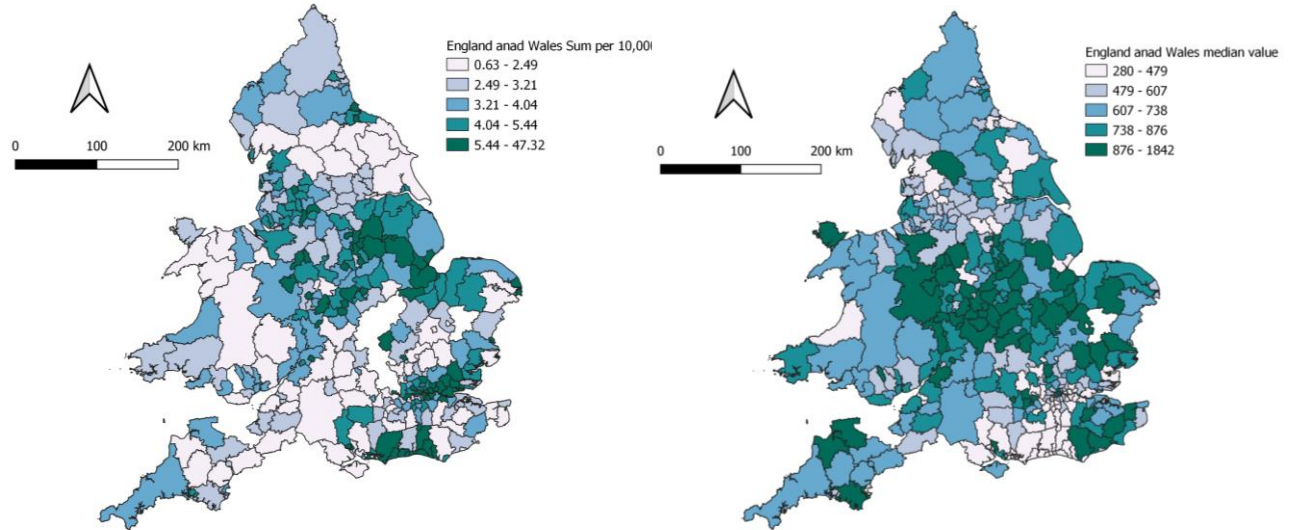 England anad Wales Sum per 10,00
0.63 - 2.49
2.49 - 3.21
3.21 - 4.04
4.04 - 5.44
5.44 - 47.32
0 100 200 km
England anad Wales median value
280 - 479
479 - 607
607 - 738
738 - 876
876 - 1842
0 100 200 km